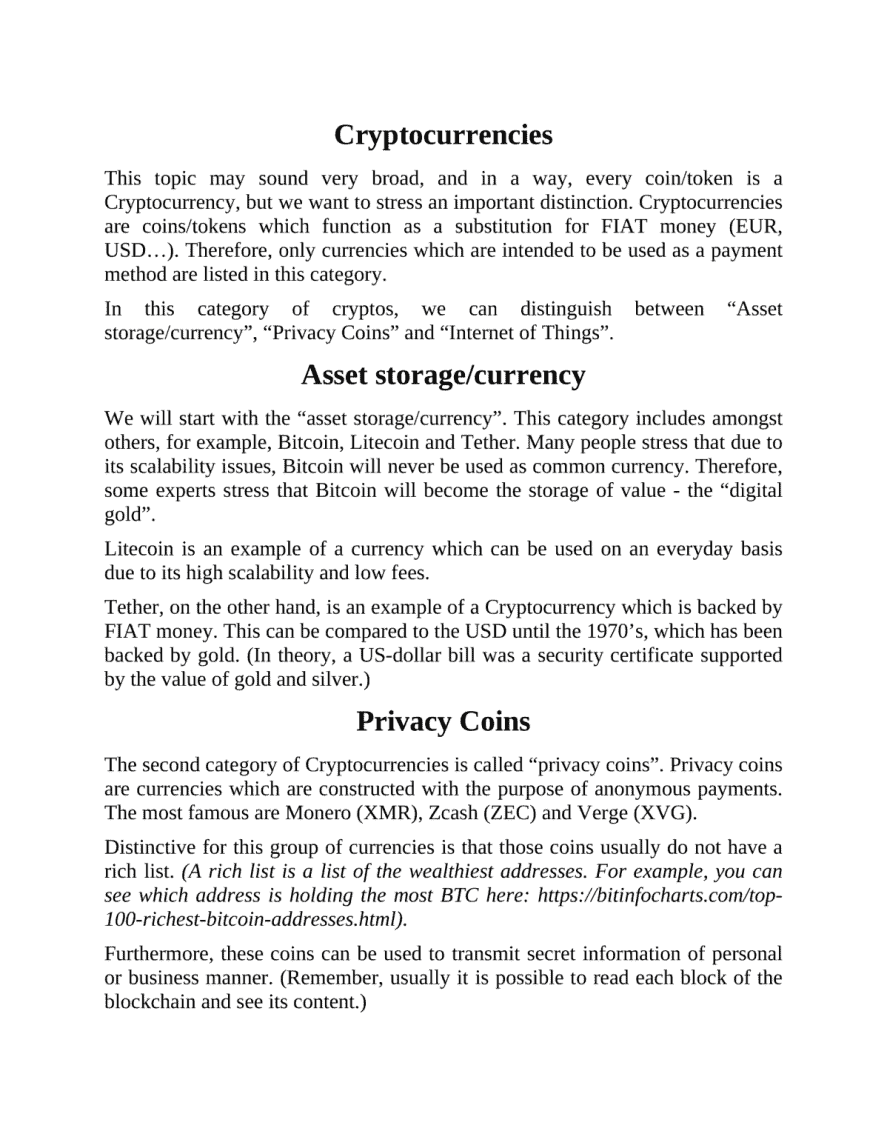 Cryptocurrencies
This topic may sound very broad, and in a way, every coin/token is a
Cryptocurrency, but we want to stress an important distinction. Cryptocurrencies
are coins/tokens which function as a substitution for FIAT money (EUR,
USD…). Therefore, only currencies which are intended to be used as a payment
method are listed in this category.
In this category of cryptos, we can distinguish between “Asset
storage/currency”, “Privacy Coins” and “Internet of Things”.
Asset storage/currency
We will start with the “asset storage/currency”. This category includes amongst
others, for example, Bitcoin, Litecoin and Tether. Many people stress that due to
its scalability issues, Bitcoin will never be used as common currency. Therefore,
some experts stress that Bitcoin will become the storage of value - the “digital
gold”.
Litecoin is an example of a currency which can be used on an everyday basis
due to its high scalability and low fees.
Tether, on the other hand, is an example of a Cryptocurrency which is backed by
FIAT money. This can be compared to the USD until the 1970’s, which has been
backed by gold. (In theory, a US-dollar bill was a security certificate supported
by the value of gold and silver.)
Privacy Coins
The second category of Cryptocurrencies is called “privacy coins”. Privacy coins
are currencies which are constructed with the purpose of anonymous payments.
The most famous are Monero (XMR), Zcash (ZEC) and Verge (XVG).
Distinctive for this group of currencies is that those coins usually do not have a
rich list. (A rich list is a list of the wealthiest addresses. For example, you can
see which address is holding the most BTC here: https://bitinfocharts.com/top-
100-richest-bitcoin-addresses.html).
Furthermore, these coins can be used to transmit secret information of personal
or business manner. (Remember, usually it is possible to read each block of the
blockchain and see its content.)